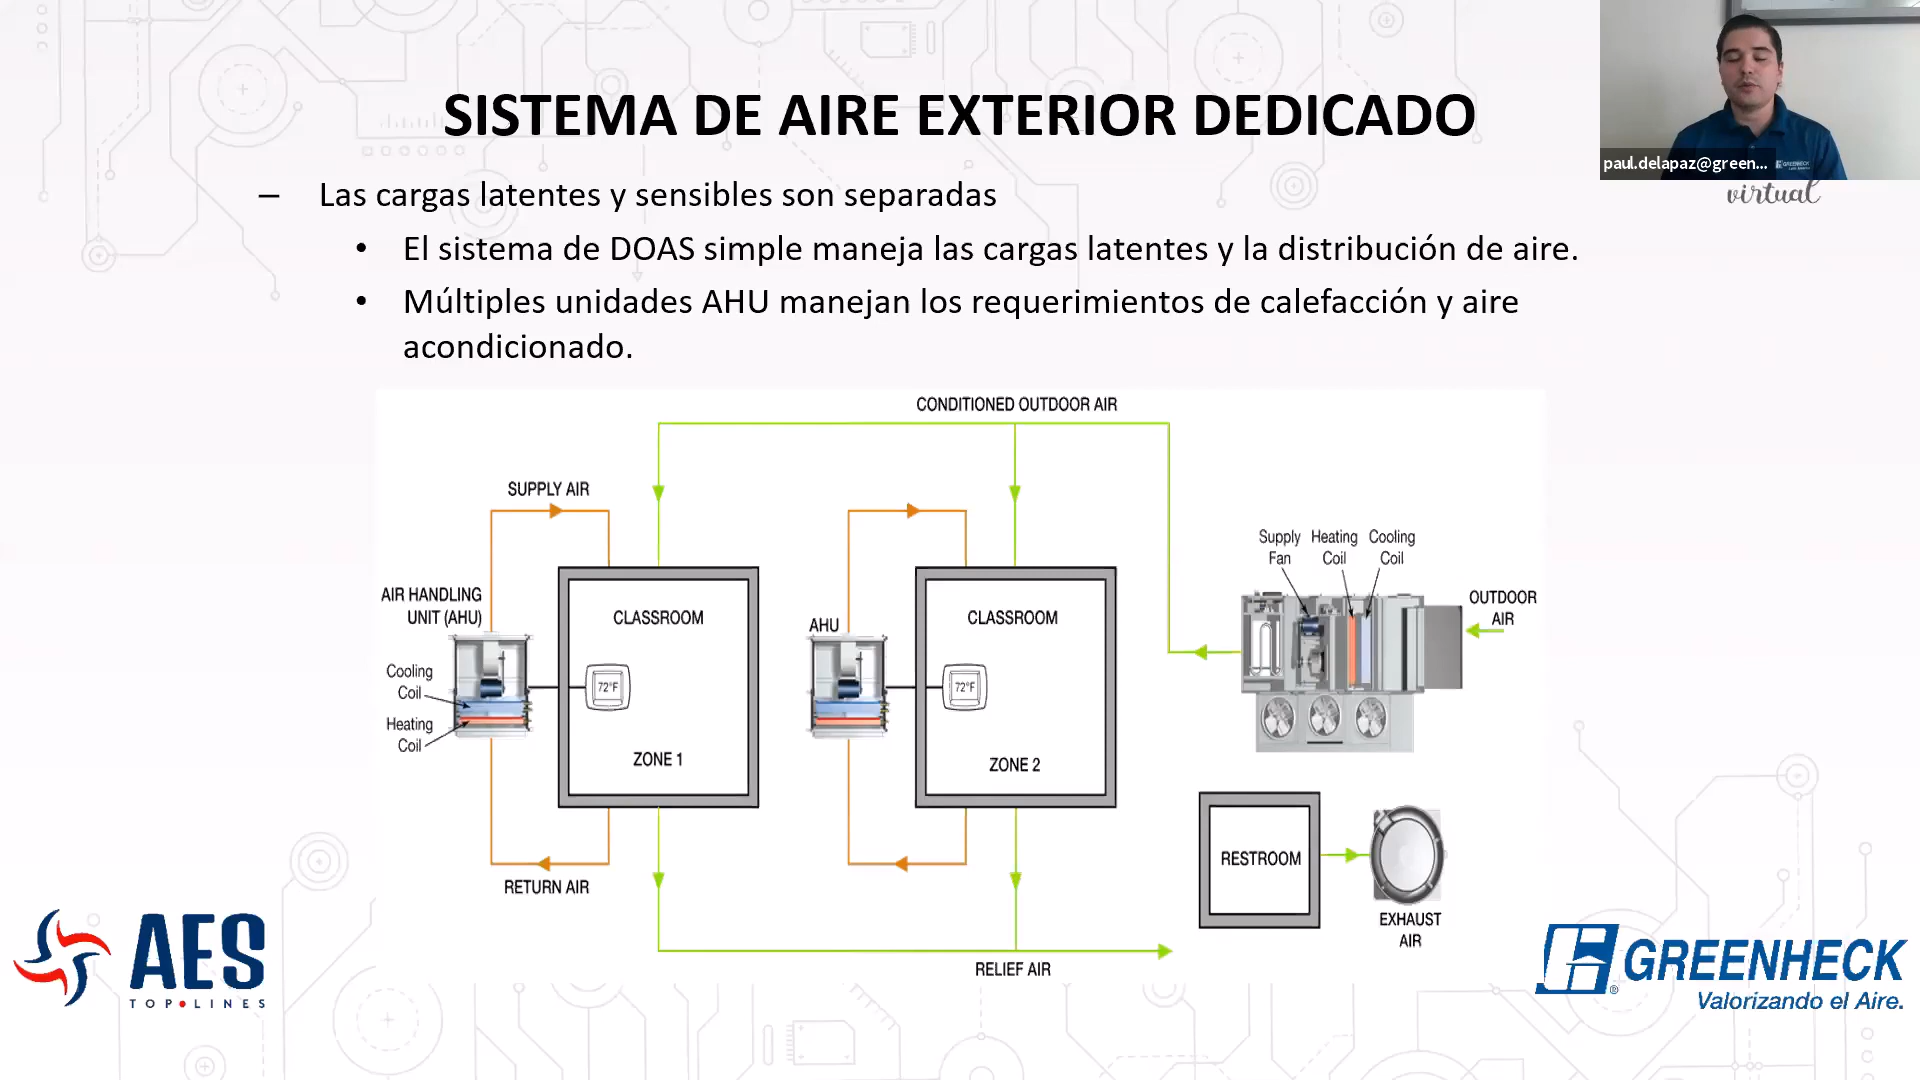 SISTEMA DE AIRE EXTERIOR DEDICADO
paul.delapaz@green...
GREENHECK
virtual
– Las cargas latentes y sensibles son separadas
• El sistema de DOAS simple maneja las cargas latentes y la distribución de aire.
• Múltiples unidades AHU manejan los requerimientos de calefacción y aire
acondicionado.
CONDITIONED OUTDOOR AIR
SUPPLY AIR
Supply
Fan
Heating
Coil
Cooling
Coil
OUTDOOR
AIR
AIR HANDLING
UNIT (AHU)
CLASSROOM
AHU
CLASSROOM
Cooling
Coil
Heating
Coil
72°F
72°F
ZONE 1
ZONE 2
RETURN AIR
RESTROOM
EXHAUST
AIR
RELIEF AIR
AES
TOP•LINES
GREENHECK
®
Valorizando el Aire.